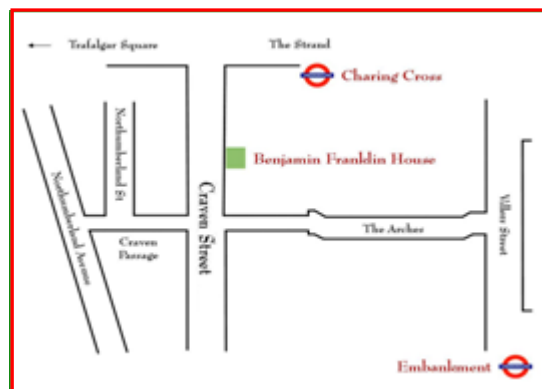 Trafalgar Square
The Strand
Charing Cross
Northumberland St
Benjamin Franklin House
Northumberland Avenue
Craven Street
The Arches
Villiers Street
Craven
Passage
Embankment